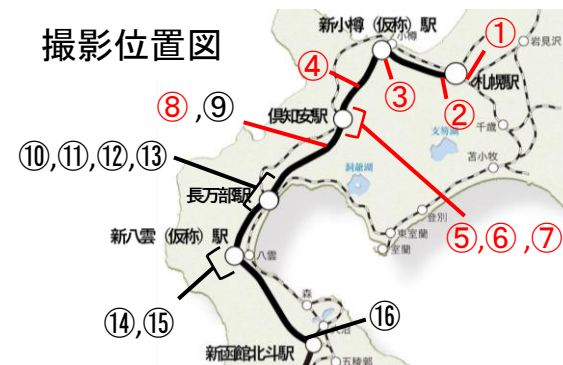 撮影位置図
新小樽(仮称)駅
小樽
①
岩見沢
④
札幌駅
③
②
⑧,⑨
倶知安駅
千歳
支笏湖
苫小牧
⑩,⑪,⑫,⑬
洞爺湖
長万部駅
登別
⑤,⑥,⑦
東室蘭
室蘭
新八雲(仮称)駅
八雲
森
⑭,⑮
⑯
新函館北斗駅
五稜郭